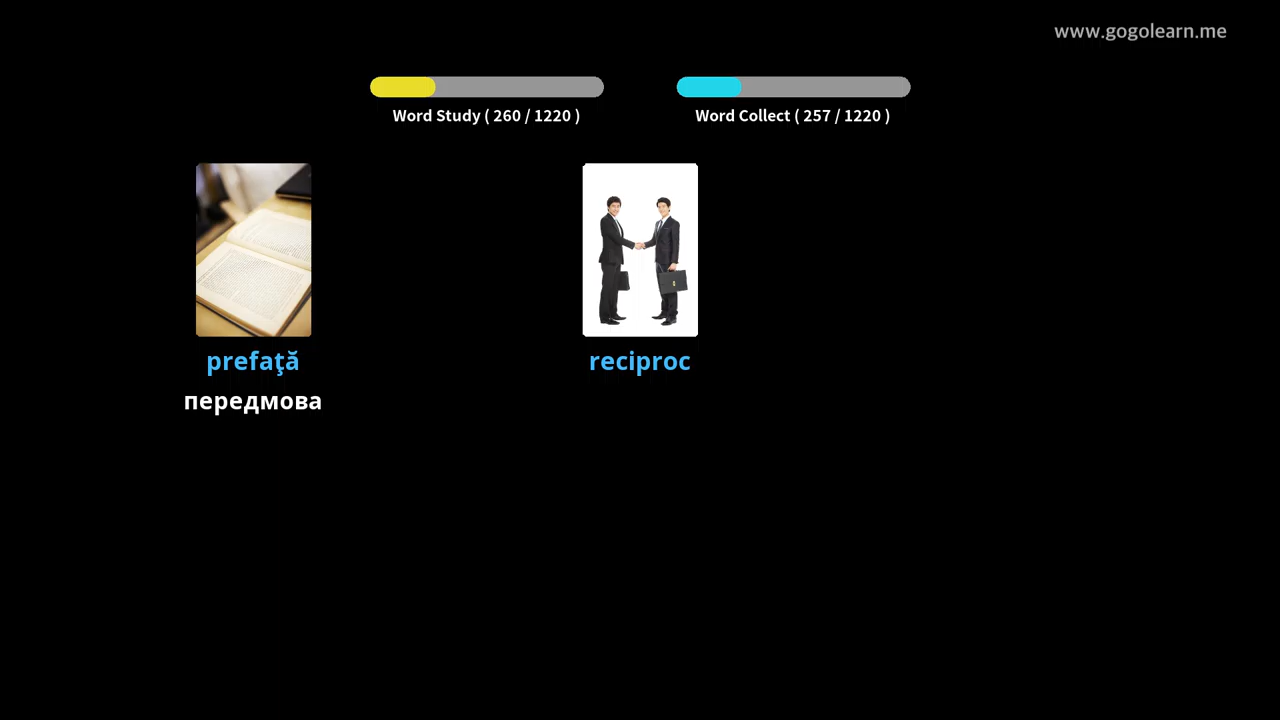 www.gogolearn.me
Word Study ( 260 / 1220 )
Word Collect ( 257 / 1220 )
prefaţă
reciproc
передмова